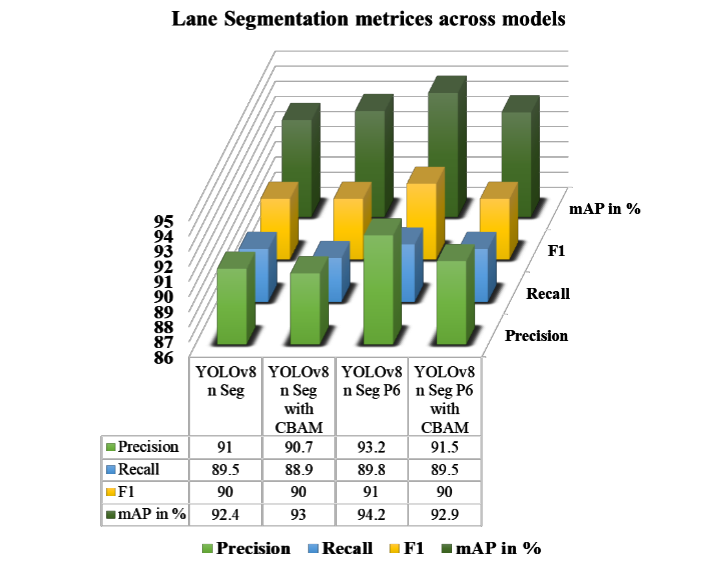 Lane Segmentation metrices across models
95
94
93
92
91
90
89
88
87
86
mAP in %
F1
Recall
Precision
YOLOv8 YOLOv8 YOLOv8 YOLOv8
n Seg n Seg n Seg P6 n Seg P6
with with
CBAM CBAM
Precision 91 90.7 93.2 91.5
Recall 89.5 88.9 89.8 89.5
F1 90 90 91 90
mAP in % 92.4 93 94.2 92.9
Precision Recall F1 mAP in %